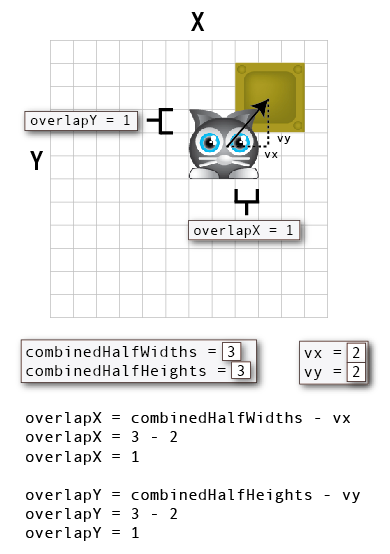 X
overlapY = 1
Y
vy
vx
overlapX = 1
combinedHalfWidths = 3
combinedHalfHeights = 3
vx = 2
vy = 2
overlapX = combinedHalfWidths - vx
overlapX = 3 - 2
overlapX = 1
overlapY = combinedHalfHeights - vy
overlapY = 3 - 2
overlapY = 1